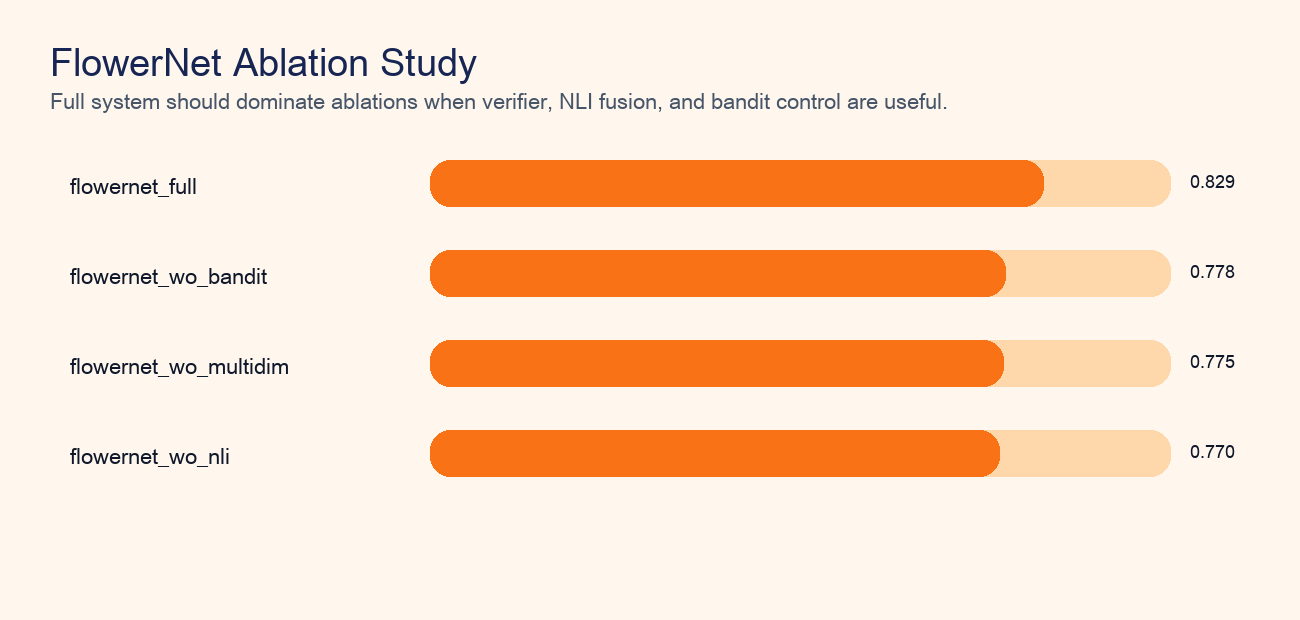 FlowerNet Ablation Study
Full system should dominate ablations when verifier, NLI fusion, and bandit control are useful.
flowernet_full 0.829
flowernet_wo_bandit 0.778
flowernet_wo_multidim 0.775
flowernet_wo_nli 0.770